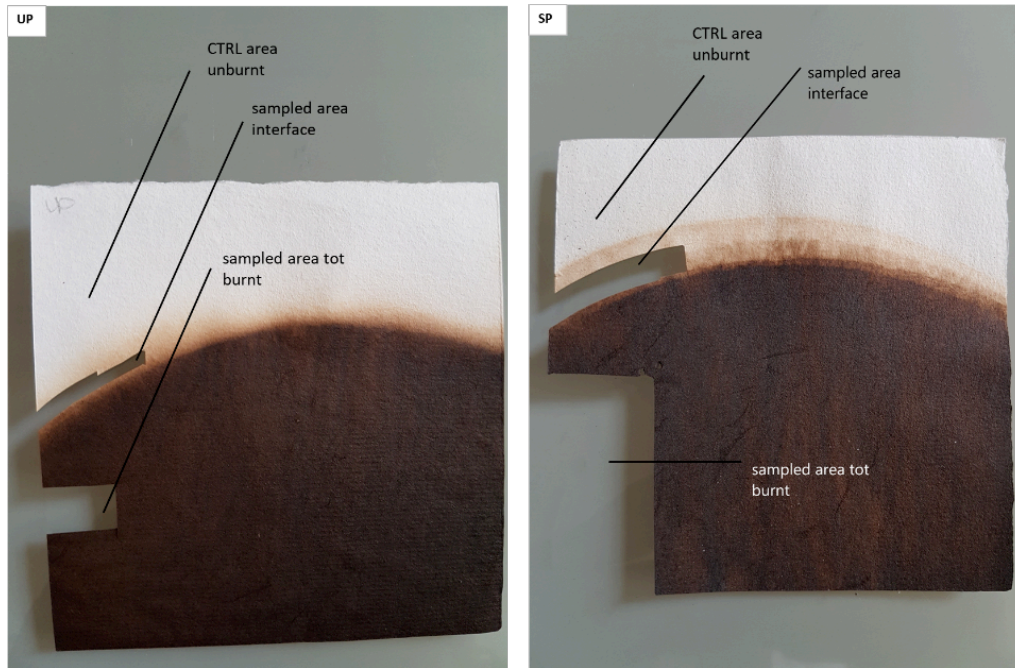 UP
CTRL area
unburnt
sampled area
interface
sampled area tot
burnt
UP
SP
CTRL area
unburnt
sampled area
interface
sampled area tot
burnt